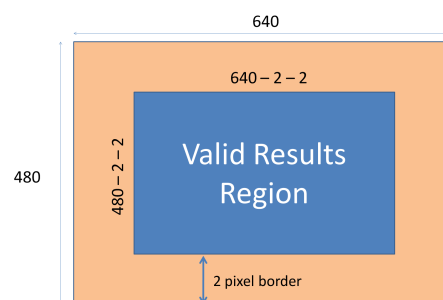 640
640 – 2 – 2
480
480 – 2 – 2
Valid Results
Region
2 pixel border